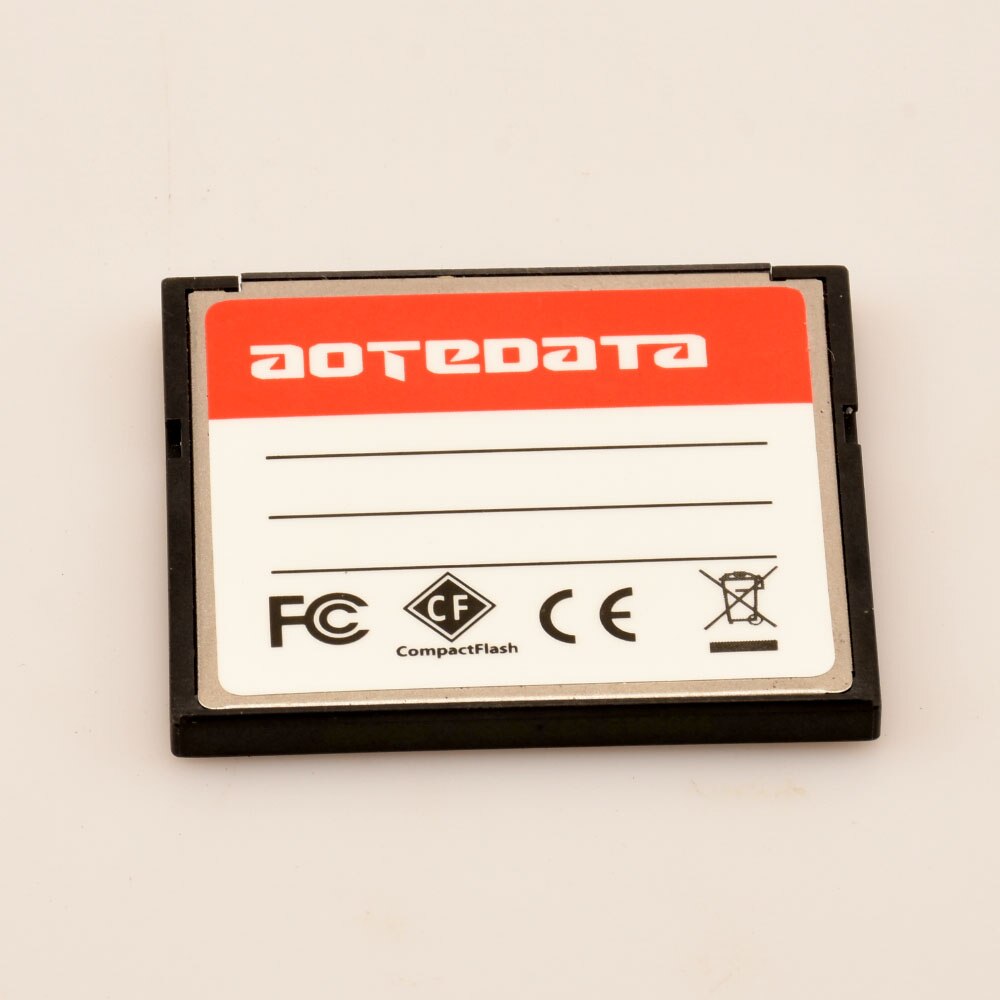 AOTEDATA
FC CF CE
CompactFlash